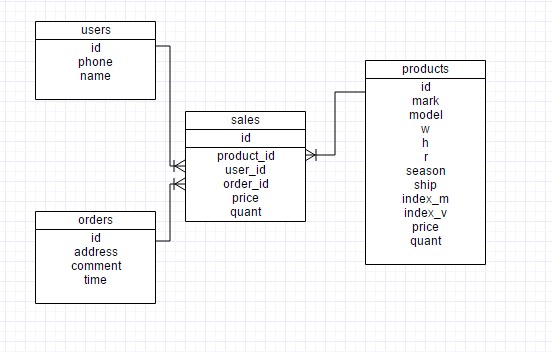 users
id
phone
name
sales
id
product_id
user_id
order_id
price
quant
orders
id
address
comment
time
products
id
mark
model
w
h
r
season
ship
index_m
index_v
price
quant